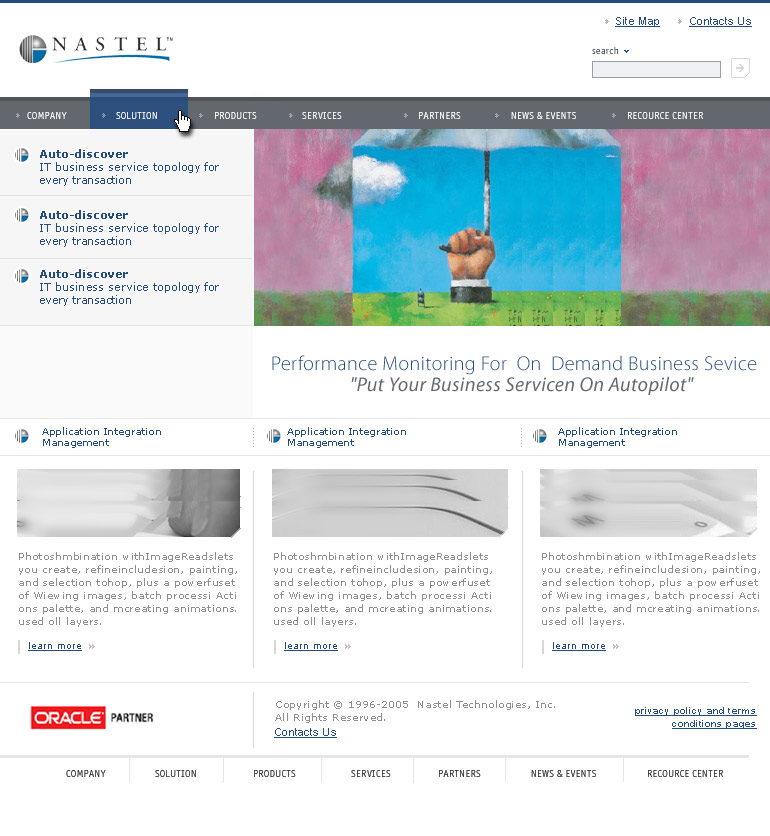 Site Map
Contacts Us
NASTEL™
search
COMPANY
SOLUTION
PRODUCTS
SERVICES
PARTNERS
NEWS & EVENTS
RECOURCE CENTER
Auto-discover
IT business service topology for
every transaction
Auto-discover
IT business service topology for
every transaction
Auto-discover
IT business service topology for
every transaction
Performance Monitoring For On Demand Business Sevice
"Put Your Business Servicen On Autopilot"
Application Integration
Management
Application Integration
Management
Application Integration
Management
Photoshmbination withImageReadslets
you create, refineincludesion, painting,
and selection tohop, plus a powerfuset
of Wiewing images, batch processi Acti
ons palette, and mcreating animations.
used oll layers.
learn more »
Photoshmbination withImageReadslets
you create, refineincludesion, painting,
and selection tohop, plus a powerfuset
of Wiewing images, batch processi Acti
ons palette, and mcreating animations.
used oll layers.
learn more »
Photoshmbination withImageReadslets
you create, refineincludesion, painting,
and selection tohop, plus a powerfuset
of Wiewing images, batch processi Acti
ons palette, and mcreating animations.
used oll layers.
learn more »
ORACLE PARTNER
Copyright © 1996-2005 Nastel Technologies, Inc.
All Rights Reserved.
Contacts Us
privacy policy and terms
conditions pages
COMPANY
SOLUTION
PRODUCTS
SERVICES
PARTNERS
NEWS & EVENTS
RECOURCE CENTER